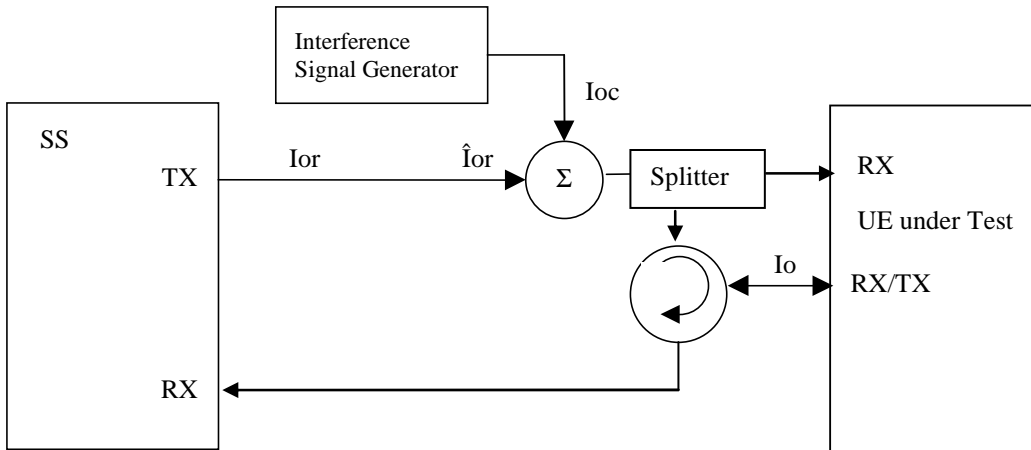 Interference
Signal Generator
Ioc
SS
TX
Ior
Îor
Σ
Splitter
RX
UE under Test
Io
RX/TX
RX